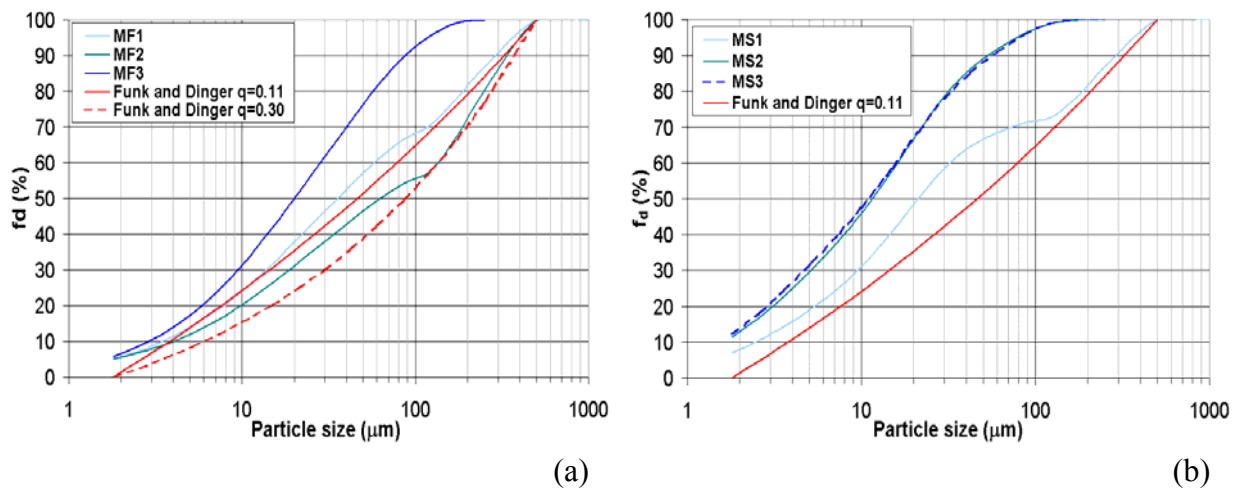 100
90
80
70
60
50
40
30
20
10
0
fd (%)
MF1
MF2
MF3
Funk and Dinger q=0.11
Funk and Dinger q=0.30
1 10 100 1000
Particle size (μm)
(a)
100
90
80
70
60
50
40
30
20
10
0
fd (%)
MS1
MS2
MS3
Funk and Dinger q=0.11
1 10 100 1000
Particle size (μm)
(b)